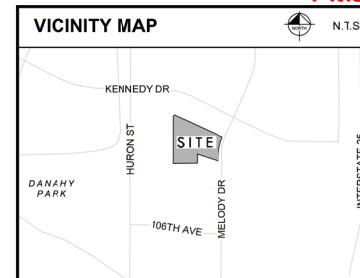 VICINITY MAP
NORTH
N.T.S
KENNEDY DR
HURON ST
SITE
DANAHY
PARK
MELODY DR
106TH AVE